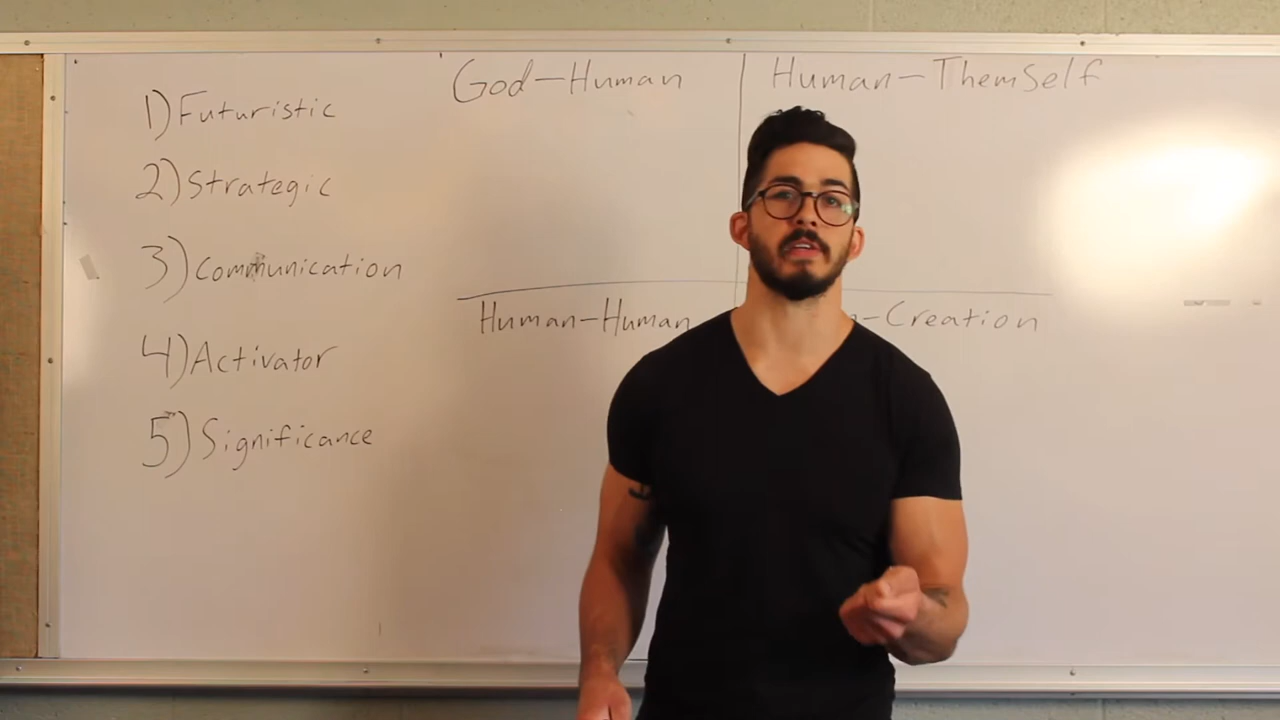 1) Futuristic
2) Strategic
3) Communication
4) Activator
5) Significance
God-Human
Human-Themself
Human-Human
-Creation